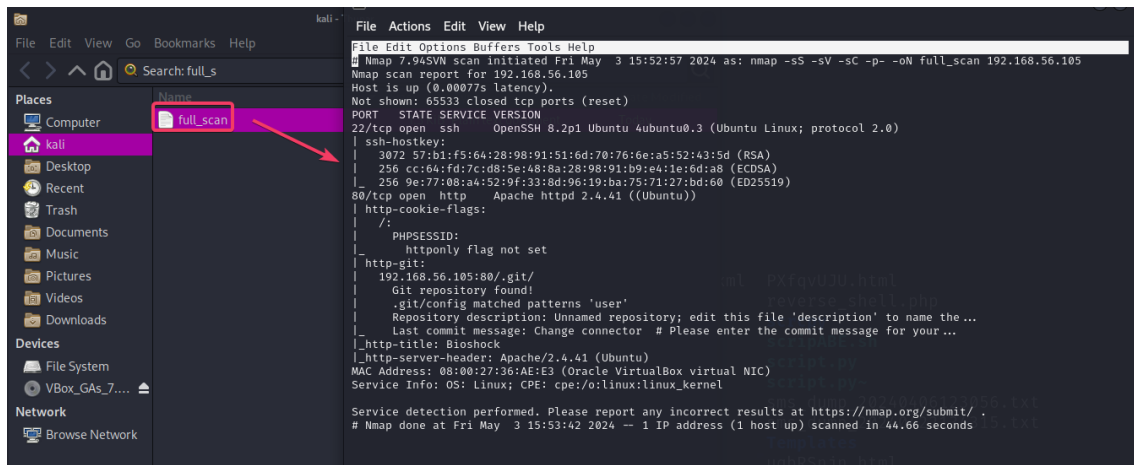 kali -
File Edit View Go Bookmarks Help
Search: full_s
Places
Computer
kali
Desktop
Recent
Trash
Documents
Music
Pictures
Videos
Downloads
Devices
File System
VBox_GAs_7....
Network
Browse Network
Name
full_scan
File Actions Edit View Help
File Edit Options Buffers Tools Help
# Nmap 7.94SVN scan initiated Fri May  3 15:52:57 2024 as: nmap -sS -sV -sC -p- -oN full_scan 192.168.56.105
Nmap scan report for 192.168.56.105
Host is up (0.00077s latency).
Not shown: 65533 closed tcp ports (reset)
PORT   STATE SERVICE VERSION
22/tcp open  ssh     OpenSSH 8.2p1 Ubuntu 4ubuntu0.3 (Ubuntu Linux; protocol 2.0)
| ssh-hostkey:
|   3072 57:b1:f5:64:28:98:91:51:6d:70:76:6e:a5:52:43:5d (RSA)
|   256 cc:64:fd:7c:d8:5e:48:8a:28:98:91:b9:e4:1e:6d:a8 (ECDSA)
|_  256 9e:77:08:a4:52:9f:33:8d:96:19:ba:75:71:27:bd:60 (ED25519)
80/tcp open  http    Apache httpd 2.4.41 ((Ubuntu))
| http-cookie-flags:
|   /:
|     PHPSESSID:
|_      httponly flag not set
| http-git:
|   192.168.56.105:80/.git/
|     Git repository found!
|     .git/config matched patterns 'user'
|     Repository description: Unnamed repository; edit this file 'description' to name the...
|_    Last commit message: Change connector  # Please enter the commit message for your...
|_http-title: Bioshock
|_http-server-header: Apache/2.4.41 (Ubuntu)
MAC Address: 08:00:27:36:AE:E3 (Oracle VirtualBox virtual NIC)
Service Info: OS: Linux; CPE: cpe:/o:linux:linux_kernel
Service detection performed. Please report any incorrect results at https://nmap.org/submit/ .
# Nmap done at Fri May  3 15:53:42 2024 -- 1 IP address (1 host up) scanned in 44.66 seconds
PXfqvUJU.html
reverse_shell.php
script.py
script.py~
Templates